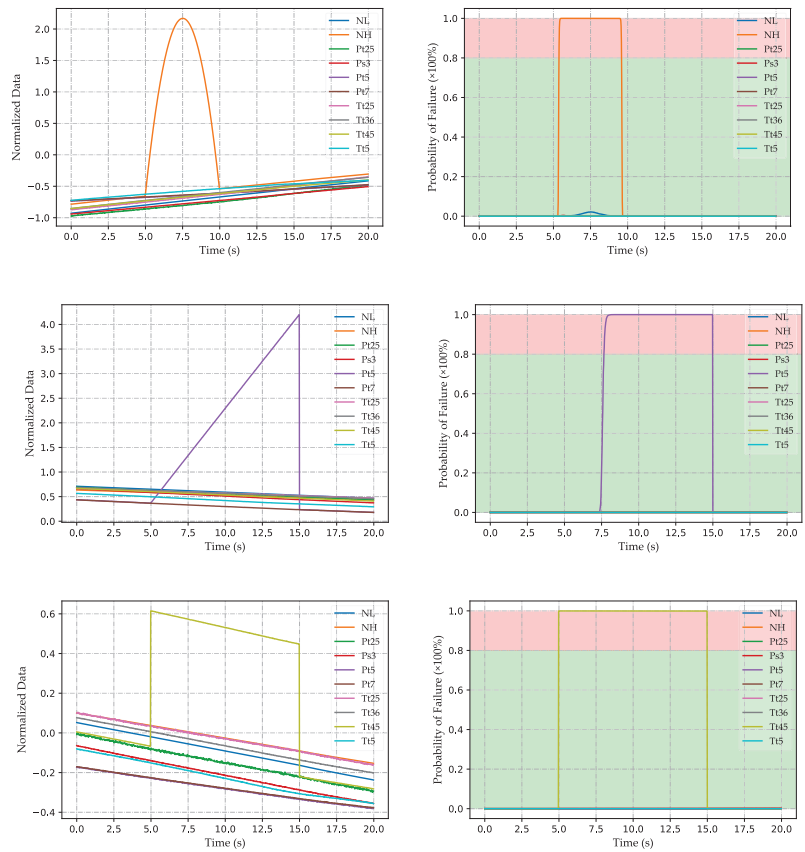 2.0
1.5
1.0
0.5
0.0
−0.5
−1.0
Normalized Data
0.0 2.5 5.0 7.5 10.0 12.5 15.0 17.5 20.0
Time (s)
NL
NH
Pt25
Ps3
Pt5
Pt7
Tt25
Tt36
Tt45
Tt5
1.0
0.8
0.6
0.4
0.2
0.0
Probability of Failure (×100%)
0.0 2.5 5.0 7.5 10.0 12.5 15.0 17.5 20.0
Time (s)
NL
NH
Pt25
Ps3
Pt5
Pt7
Tt25
Tt36
Tt45
Tt5
4.0
3.5
3.0
2.5
2.0
1.5
1.0
0.5
0.0
Normalized Data
0.0 2.5 5.0 7.5 10.0 12.5 15.0 17.5 20.0
Time (s)
NL
NH
Pt25
Ps3
Pt5
Pt7
Tt25
Tt36
Tt45
Tt5
1.0
0.8
0.6
0.4
0.2
0.0
Probability of Failure (×100%)
0.0 2.5 5.0 7.5 10.0 12.5 15.0 17.5 20.0
Time (s)
NL
NH
Pt25
Ps3
Pt5
Pt7
Tt25
Tt36
Tt45
Tt5
0.6
0.4
0.2
0.0
−0.2
−0.4
Normalized Data
0.0 2.5 5.0 7.5 10.0 12.5 15.0 17.5 20.0
Time (s)
NL
NH
Pt25
Ps3
Pt5
Pt7
Tt25
Tt36
Tt45
Tt5
1.0
0.8
0.6
0.4
0.2
0.0
Probability of Failure (×100%)
0.0 2.5 5.0 7.5 10.0 12.5 15.0 17.5 20.0
Time (s)
NL
NH
Pt25
Ps3
Pt5
Pt7
Tt25
Tt36
Tt45
Tt5